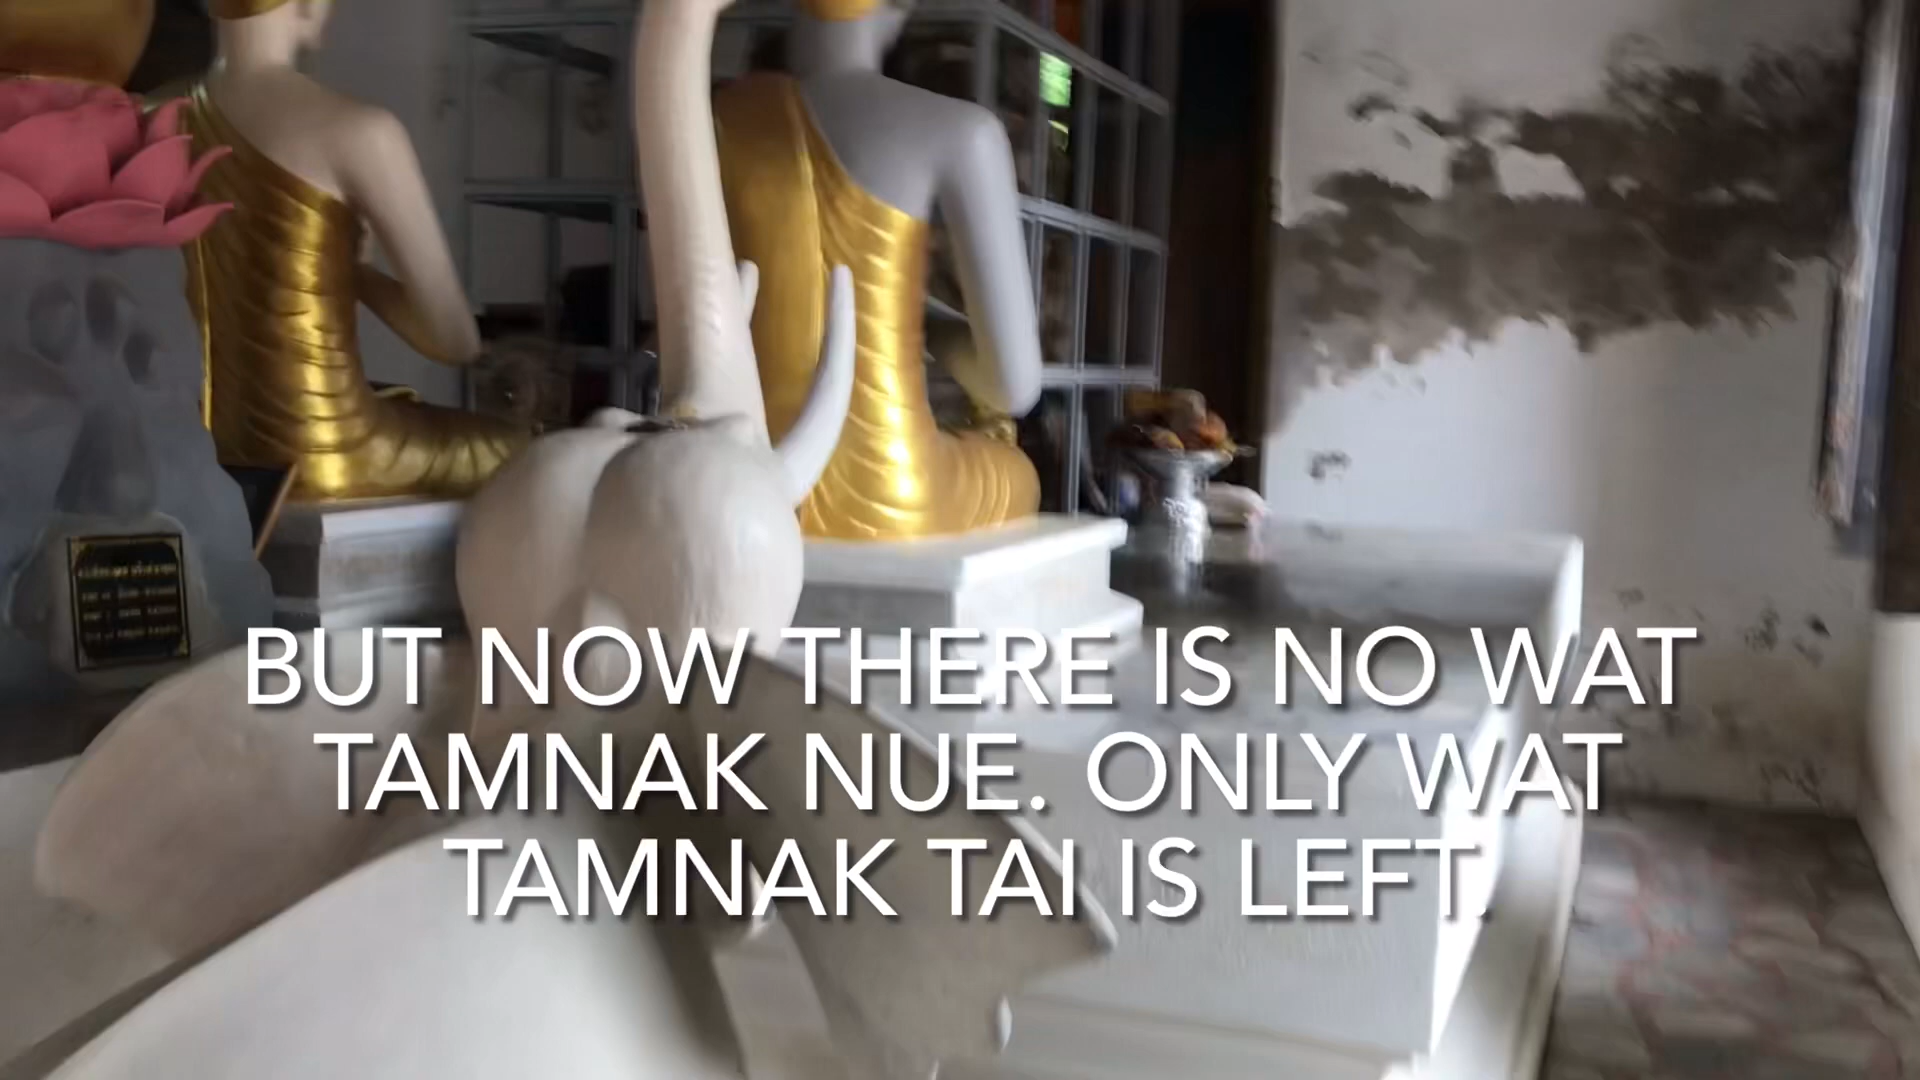 BUT NOW THERE IS NO WAT
TAMNAK NUE. ONLY WAT
TAMNAK TAI IS LEFT.